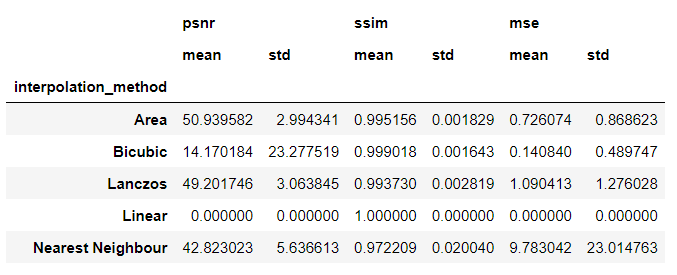 psnr ssim mse
mean std mean std mean std
interpolation_method
Area 50.939582 2.994341 0.995156 0.001829 0.726074 0.868623
Bicubic 14.170184 23.277519 0.999018 0.001643 0.140840 0.489747
Lanczos 49.201746 3.063845 0.993730 0.002819 1.090413 1.276028
Linear 0.000000 0.000000 1.000000 0.000000 0.000000 0.000000
Nearest Neighbour 42.823023 5.636613 0.972209 0.020040 9.783042 23.014763